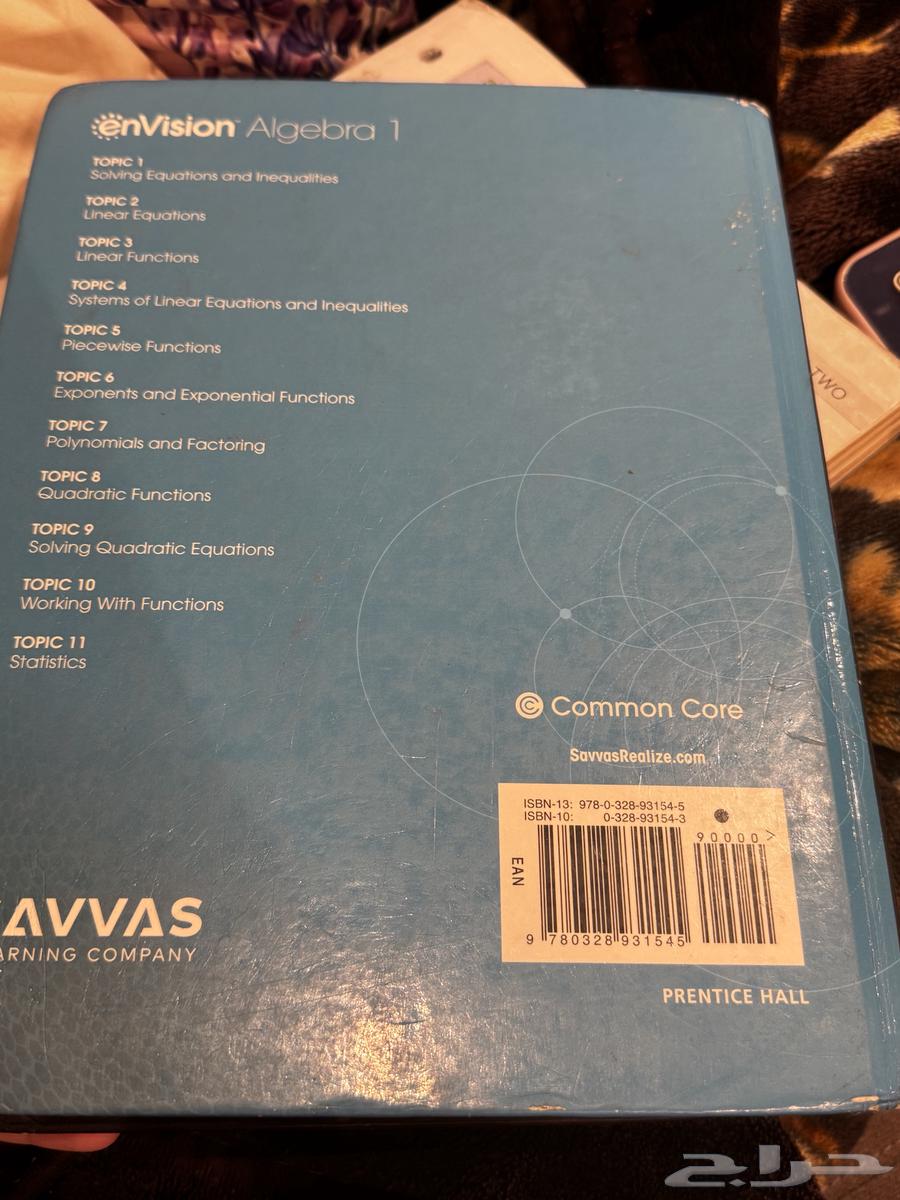 enVision™ Algebra 1
TOPIC 1
Solving Equations and Inequalities
TOPIC 2
Linear Equations
TOPIC 3
Linear Functions
TOPIC 4
Systems of Linear Equations and Inequalities
TOPIC 5
Piecewise Functions
TOPIC 6
Exponents and Exponential Functions
TOPIC 7
Polynomials and Factoring
TOPIC 8
Quadratic Functions
TOPIC 9
Solving Quadratic Equations
TOPIC 10
Working With Functions
TOPIC 11
Statistics
TWO
© Common Core
SavvasRealize.com
ISBN-13: 978-0-328-93154-5
ISBN-10: 0-328-93154-3
90000>
EAN
9 780328 931545
AVVAS
ARNING COMPANY
PRENTICE HALL
حراج